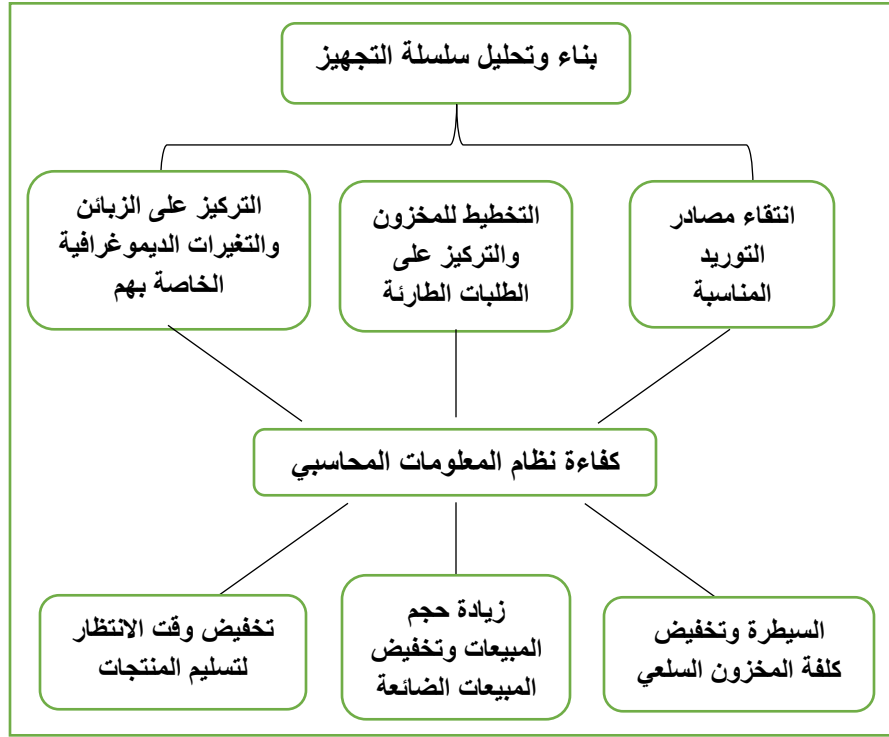 بناء وتحليل سلسلة التجهيز
انتقاء مصادر
التوريد
المناسبة
التخطيط للمخزون
والتركيز على
الطلبات الطارئة
التركيز على الزبائن
والتغيرات الديموغرافية
الخاصة بهم
كفاءة نظام المعلومات المحاسبي
السيطرة وتخفيض
كلفة المخزون السلعي
زيادة حجم
المبيعات وتخفيض
المبيعات الضائعة
تخفيض وقت الانتظار
لتسليم المنتجات